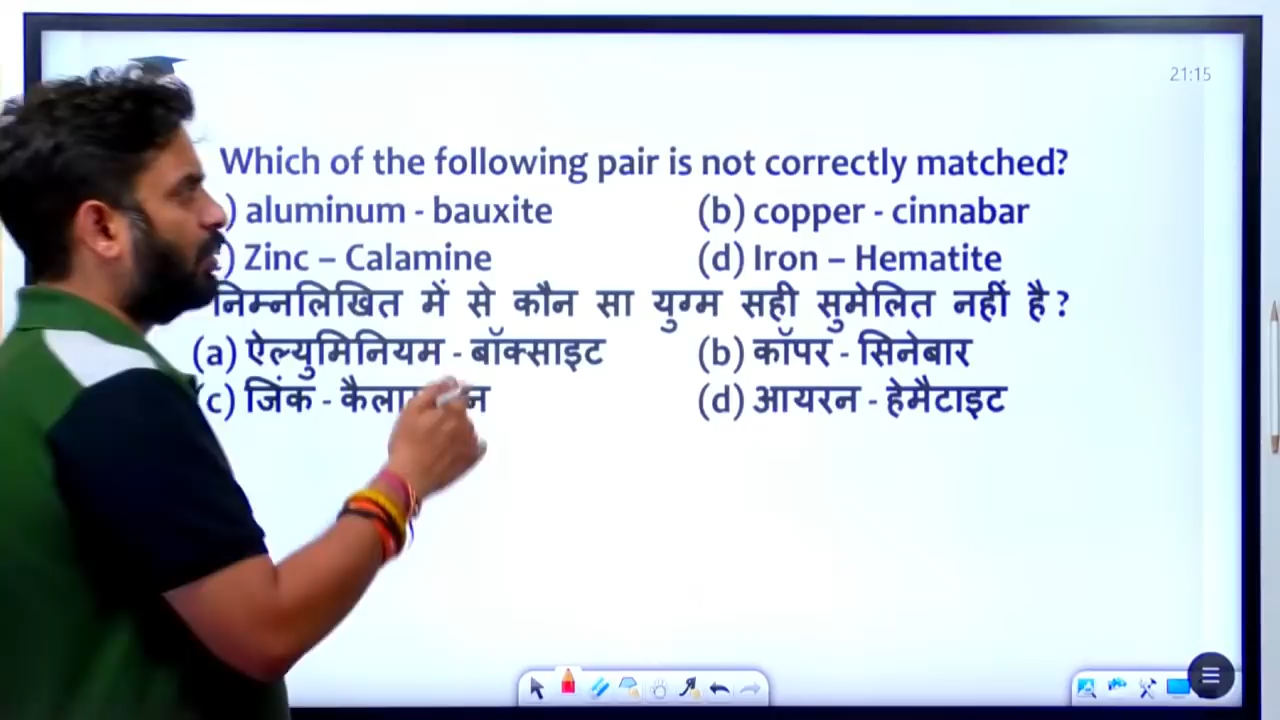 21:15
Which of the following pair is not correctly matched?
) aluminum - bauxite (b) copper - cinnabar
) Zinc – Calamine (d) Iron – Hematite
निम्नलिखित में से कौन सा युग्म सही सुमेलित नहीं है ?
(a) ऐल्युमिनियम - बॉक्साइट (b) कॉपर - सिनेबार
(c) जिंक - (d) आयरन - हेमैटाइट